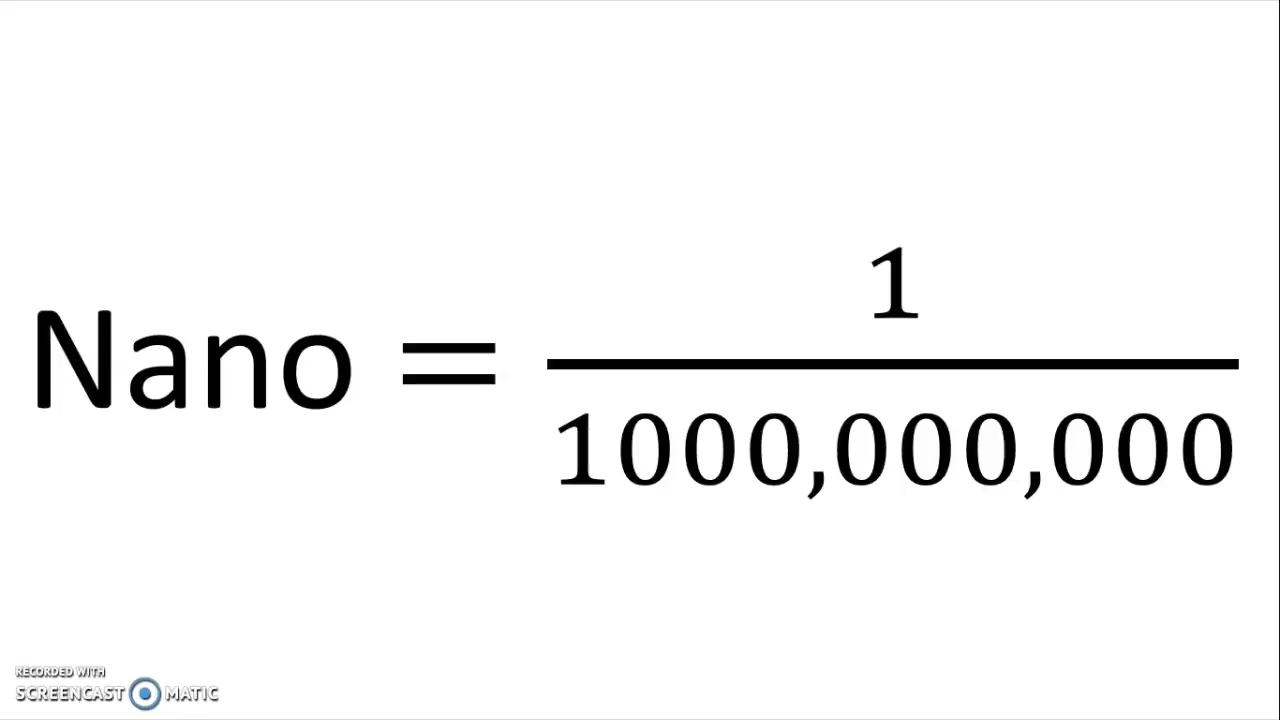 1
Nano =
1000,000,000
RECORDED WITH
SCREENCAST MATIC